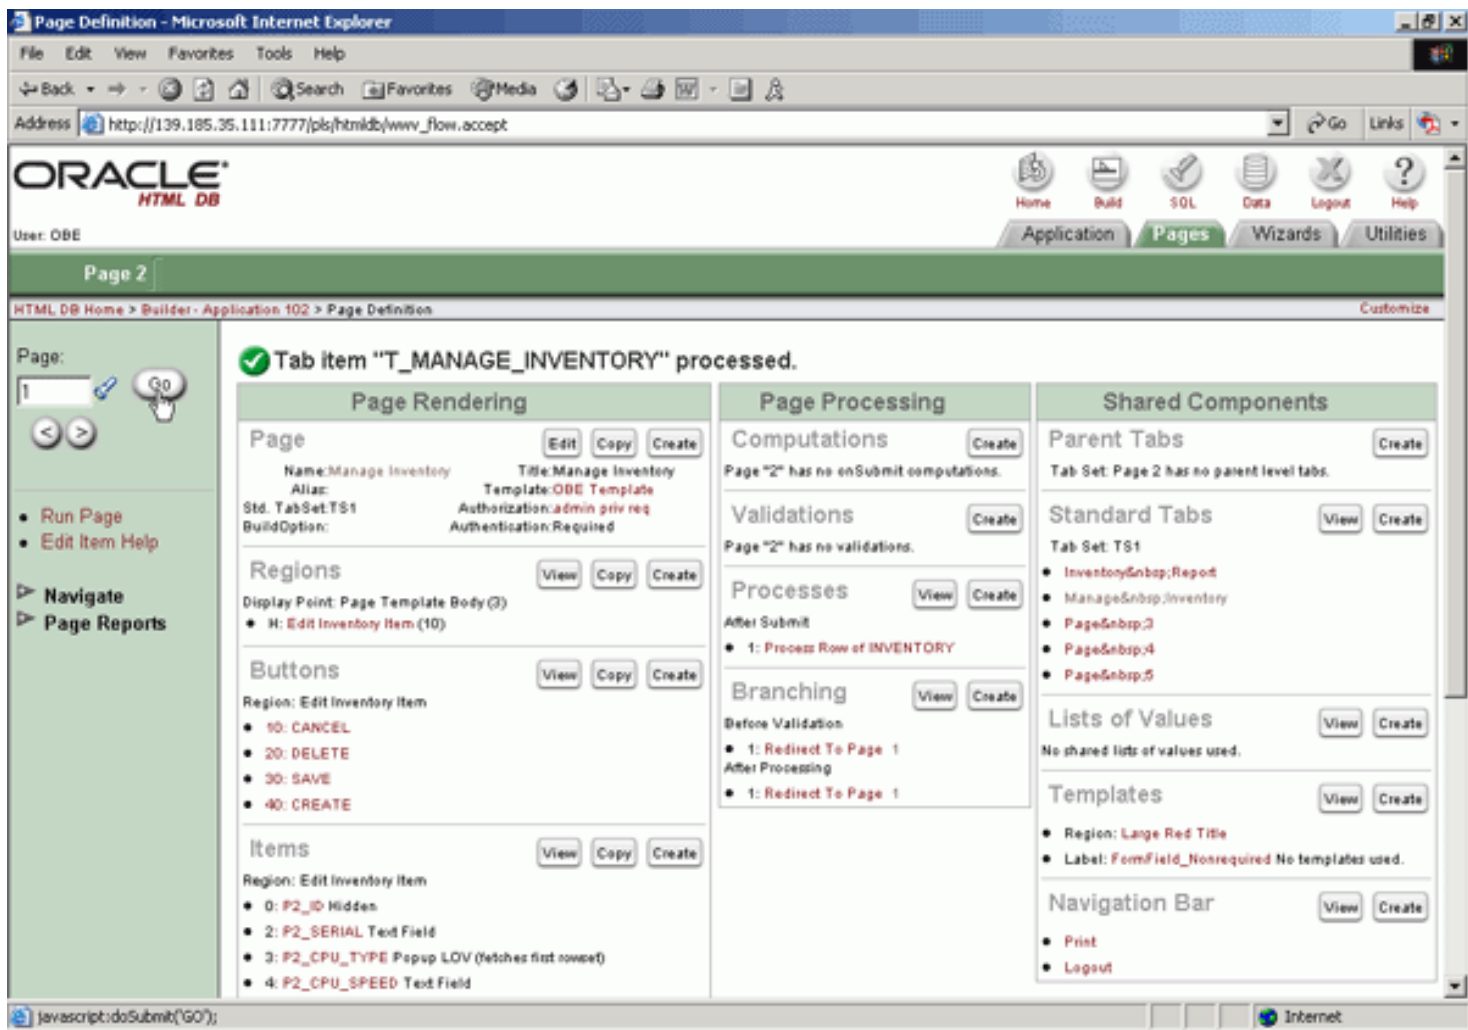 Page Definition - Microsoft Internet Explorer
File Edit View Favorites Tools Help
Back Search Favorites Media
Address http://139.185.35.111:7777/pls/htmldb/wwv_flow.accept Go Links
ORACLE
HTML DB
Home Build SQL Data Logout Help
User: OBE
Application Pages Wizards Utilities
Page 2
HTML DB Home > Builder - Application 102 > Page Definition Customize
Page:
1 Go
< >
Run Page
Edit Item Help
Navigate
Page Reports
Tab item "T_MANAGE_INVENTORY" processed.
Page Rendering
Page Edit Copy Create
Name:Manage Inventory Title:Manage Inventory
Alias: Template:OBE Template
Std. TabSet:TS1 Authorization:admin priv req
BuildOption: Authentication:Required
Regions View Copy Create
Display Point: Page Template Body (3)
H: Edit Inventory Item (10)
Buttons View Copy Create
Region: Edit Inventory Item
10: CANCEL
20: DELETE
30: SAVE
40: CREATE
Items View Copy Create
Region: Edit Inventory Item
0: P2_ID Hidden
2: P2_SERIAL Text Field
3: P2_CPU_TYPE Popup LOV (fetches first rowset)
4: P2_CPU_SPEED Text Field
Page Processing
Computations Create
Page "2" has no onSubmit computations.
Validations Create
Page "2" has no validations.
Processes View Create
After Submit
1: Process Row of INVENTORY
Branching View Create
Before Validation
1: Redirect To Page 1
After Processing
1: Redirect To Page 1
Shared Components
Parent Tabs Create
Tab Set: Page 2 has no parent level tabs.
Standard Tabs View Create
Tab Set: TS1
Inventory&nbsp;Report
Manage&nbsp;Inventory
Page&nbsp;3
Page&nbsp;4
Page&nbsp;5
Lists of Values View Create
No shared lists of values used.
Templates View Create
Region: Large Red Title
Label: FormField_Nonrequired No templates used.
Navigation Bar View Create
Print
Logout
javascript:doSubmit('GO'); Internet